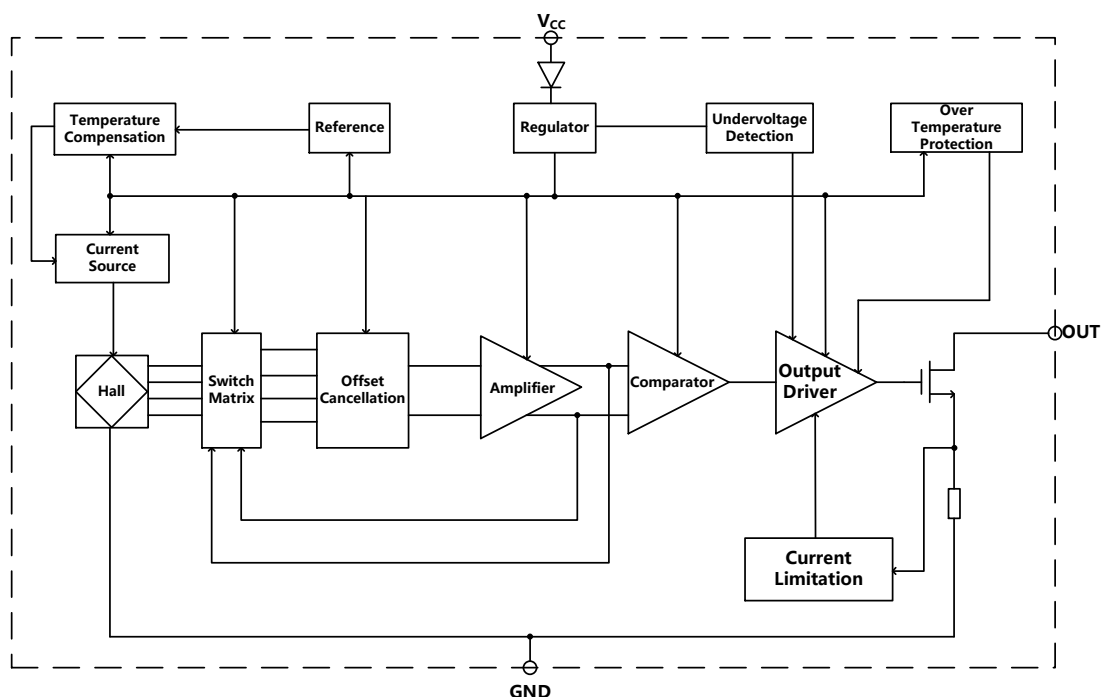 VCC
Temperature
Compensation
Reference
Regulator
Undervoltage
Detection
Over
Temperature
Protection
Current
Source
Hall
Switch
Matrix
Offset
Cancellation
Amplifier
Comparator
Output
Driver
OUT
Current
Limitation
GND